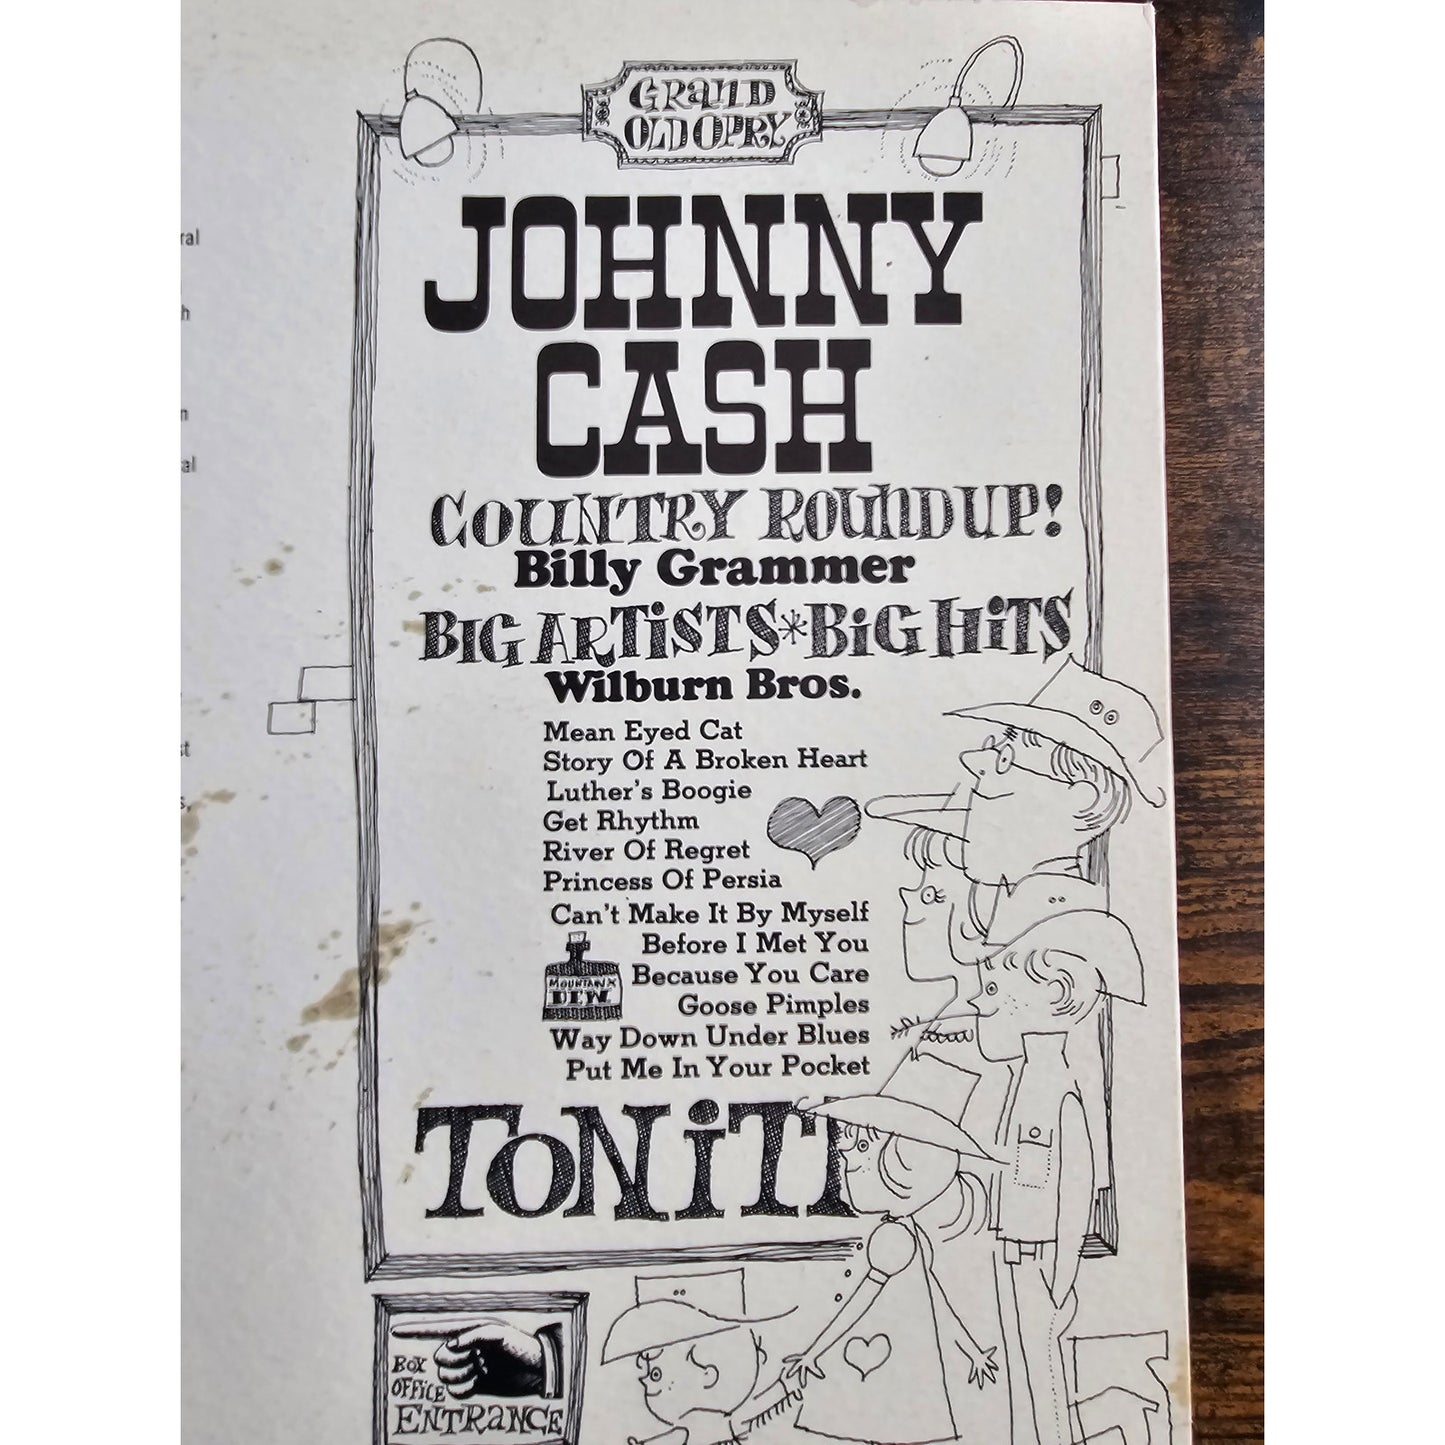 GRAND
OLD OPRY
JOHNNY
CASH
COUNTRY ROUNDUP!
Billy Grammer
BIG ARTiSTS*BiG HiTS
Wilburn Bros.
Mean Eyed Cat
Story Of A Broken Heart
Luther's Boogie
Get Rhythm
River Of Regret
Princess Of Persia
Can't Make It By Myself
Before I Met You
Because You Care
Goose Pimples
Way Down Under Blues
Put Me In Your Pocket
MOUNTAN
DEW
TONiT
BOX
OFFiCE
ENTRANCE